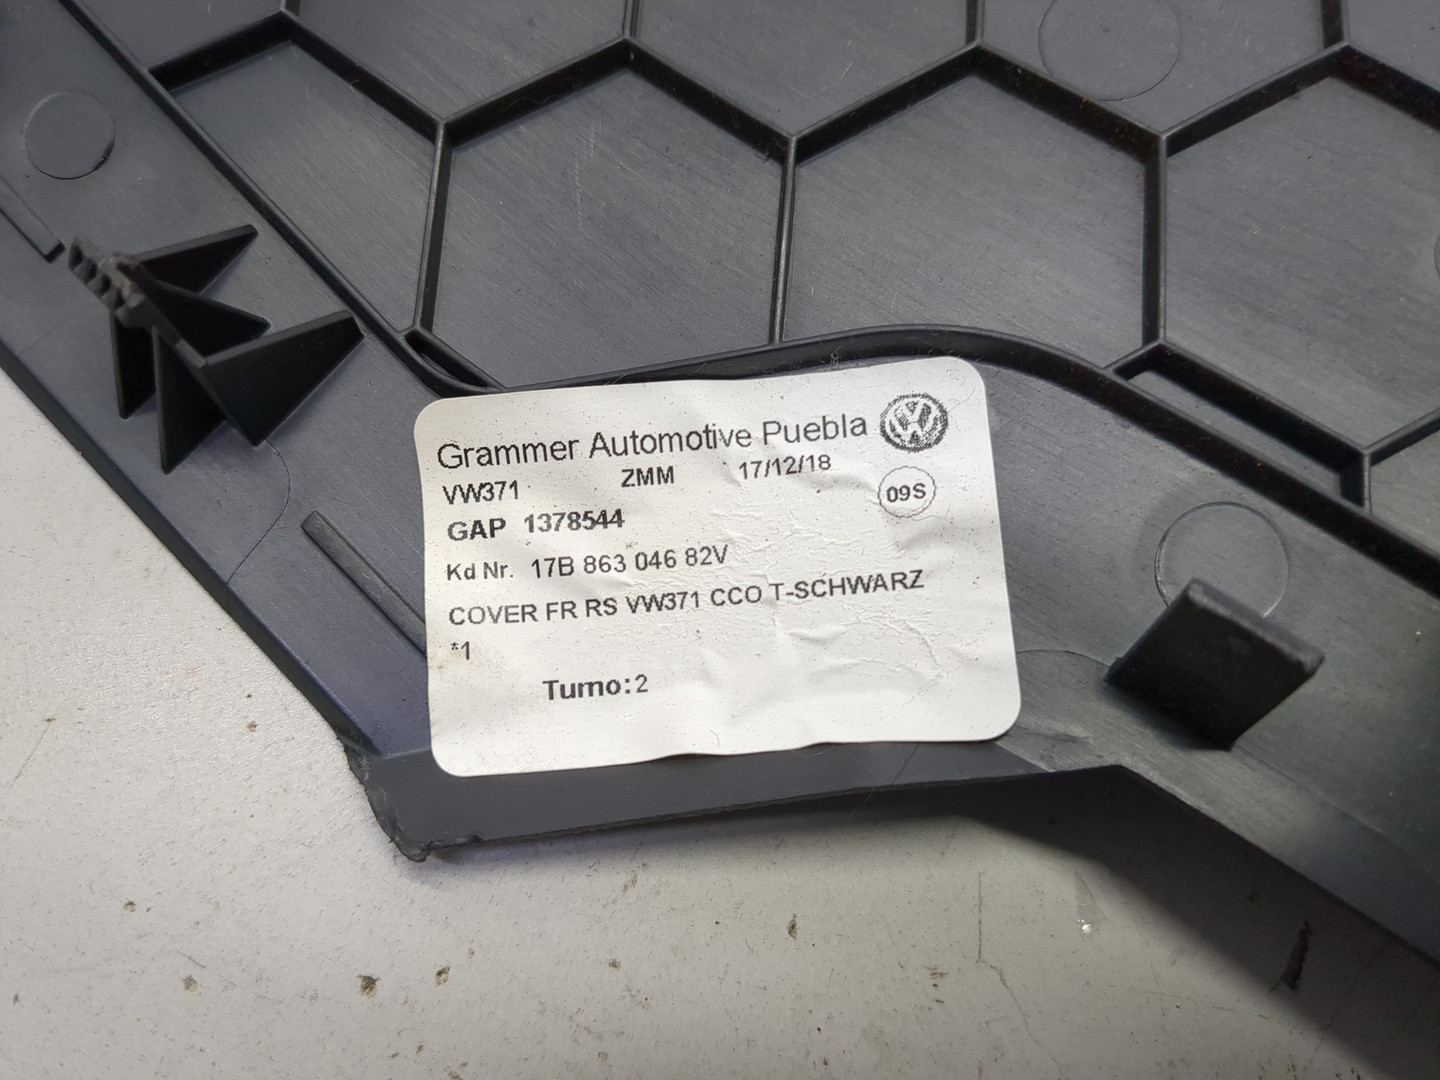 Grammer Automotive Puebla
VW371 ZMM 17/12/18
09S
GAP 1378544
Kd Nr. 17B 863 046 82V
COVER FR RS VW371 CCO T-SCHWARZ
*1
Turno: 2